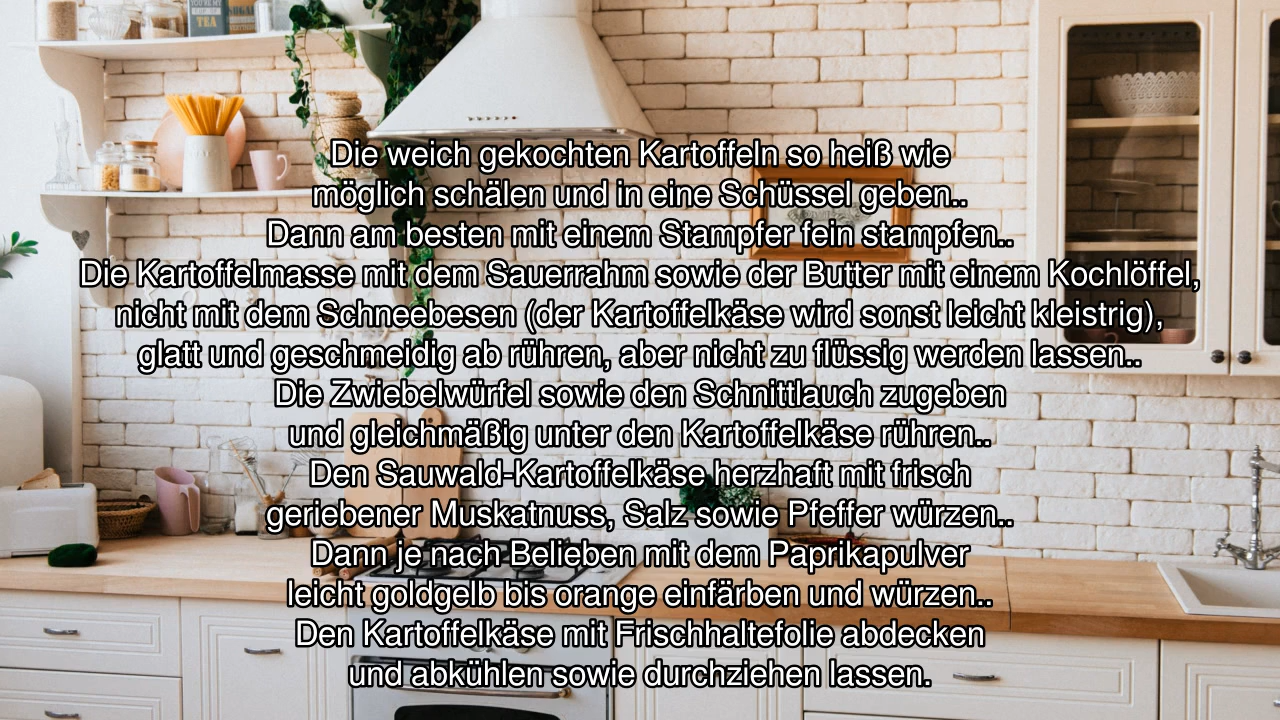 TEA
Die weich gekochten Kartoffeln so heiß wie
möglich schälen und in eine Schüssel geben..
Dann am besten mit einem Stampfer fein stampfen..
Die Kartoffelmasse mit dem Sauerrahm sowie der Butter mit einem Kochlöffel,
nicht mit dem Schneebesen (der Kartoffelkäse wird sonst leicht kleistrig),
glatt und geschmeidig ab rühren, aber nicht zu flüssig werden lassen..
Die Zwiebelwürfel sowie den Schnittlauch zugeben
und gleichmäßig unter den Kartoffelkäse rühren..
Den Sauwald-Kartoffelkäse herzhaft mit frisch
geriebener Muskatnuss, Salz sowie Pfeffer würzen..
Dann je nach Belieben mit dem Paprikapulver
leicht goldgelb bis orange einfärben und würzen..
Den Kartoffelkäse mit Frischhaltefolie abdecken
und abkühlen sowie durchziehen lassen.